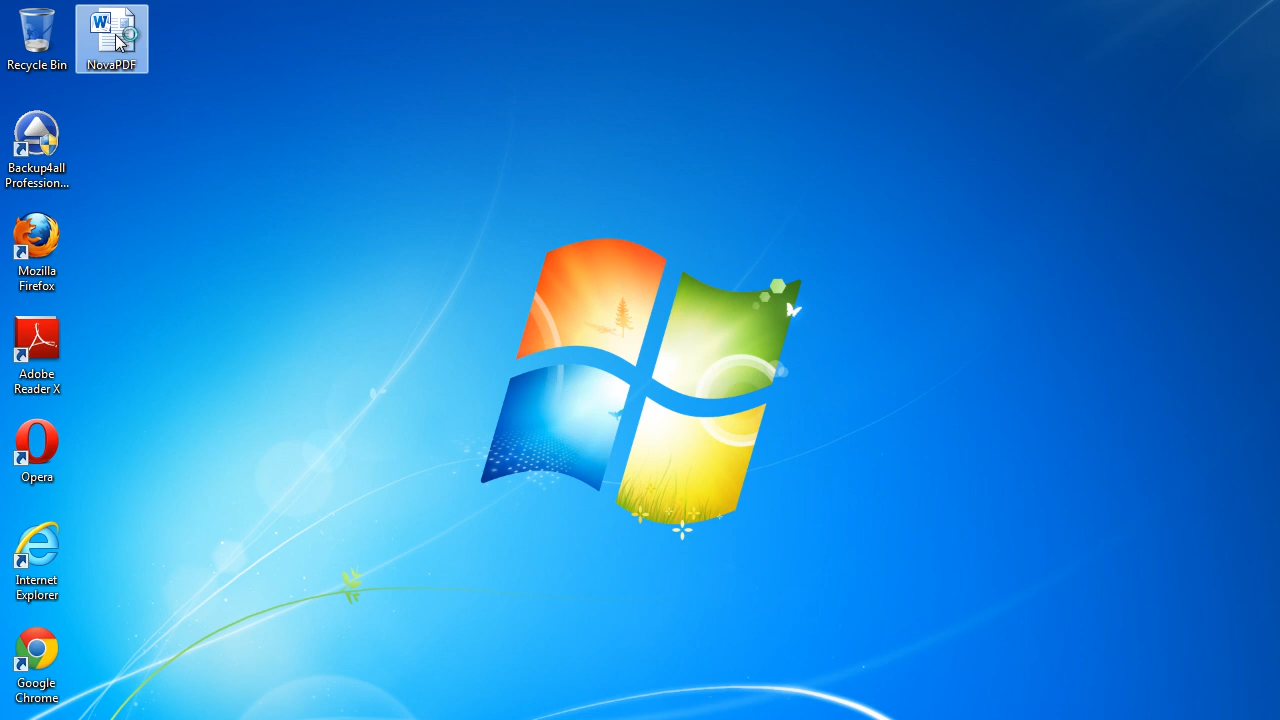 Recycle Bin
NovaPDF
Backup4all
Profession...
Mozilla
Firefox
Adobe
Reader X
Opera
Internet
Explorer
Google
Chrome